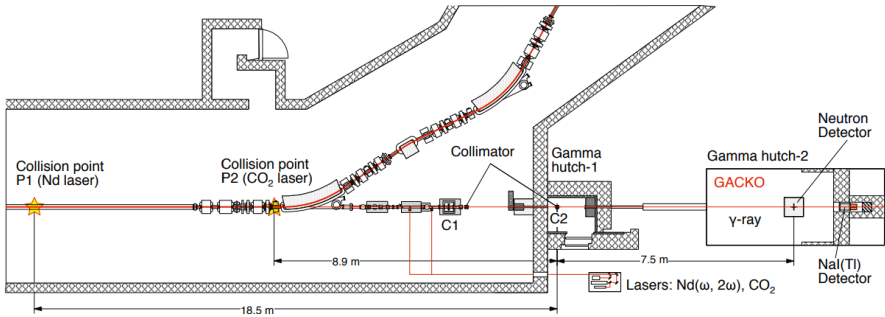 Collision point
P1 (Nd laser)
Collision point
P2 (CO₂ laser)
Collimator
Gamma
hutch-1
Neutron
Detector
Gamma hutch-2
GACKO
γ-ray
C1
C2
8.9 m
7.5 m
NaI(Tl)
Detector
Lasers: Nd(ω, 2ω), CO₂
18.5 m